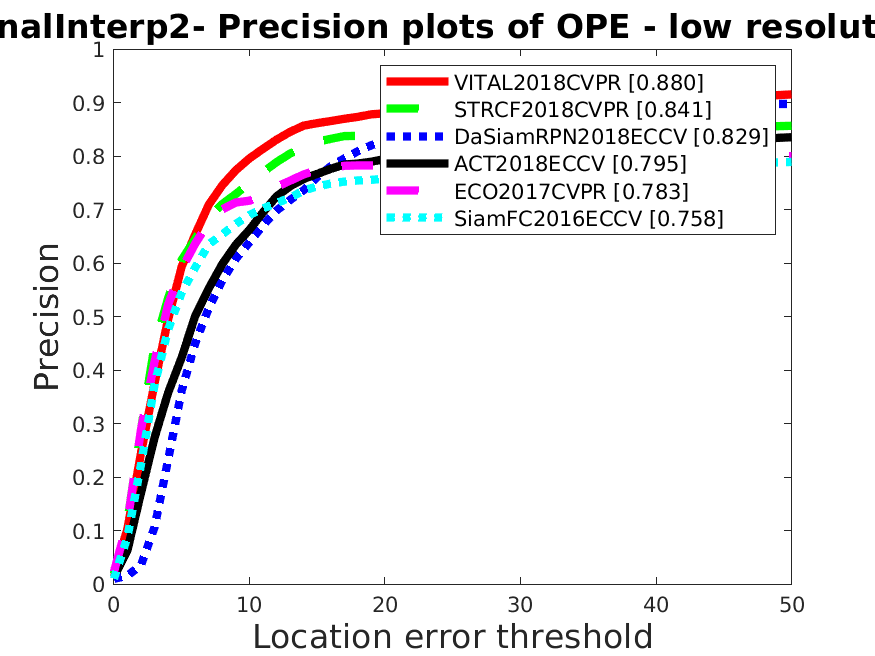 nalInterp2- Precision plots of OPE - low resolut
1
0.9
0.8
0.7
0.6
0.5
0.4
0.3
0.2
0.1
0
Precision
VITAL2018CVPR [0.880]
STRCF2018CVPR [0.841]
DaSiamRPN2018ECCV [0.829]
ACT2018ECCV [0.795]
ECO2017CVPR [0.783]
SiamFC2016ECCV [0.758]
0 10 20 30 40 50
Location error threshold